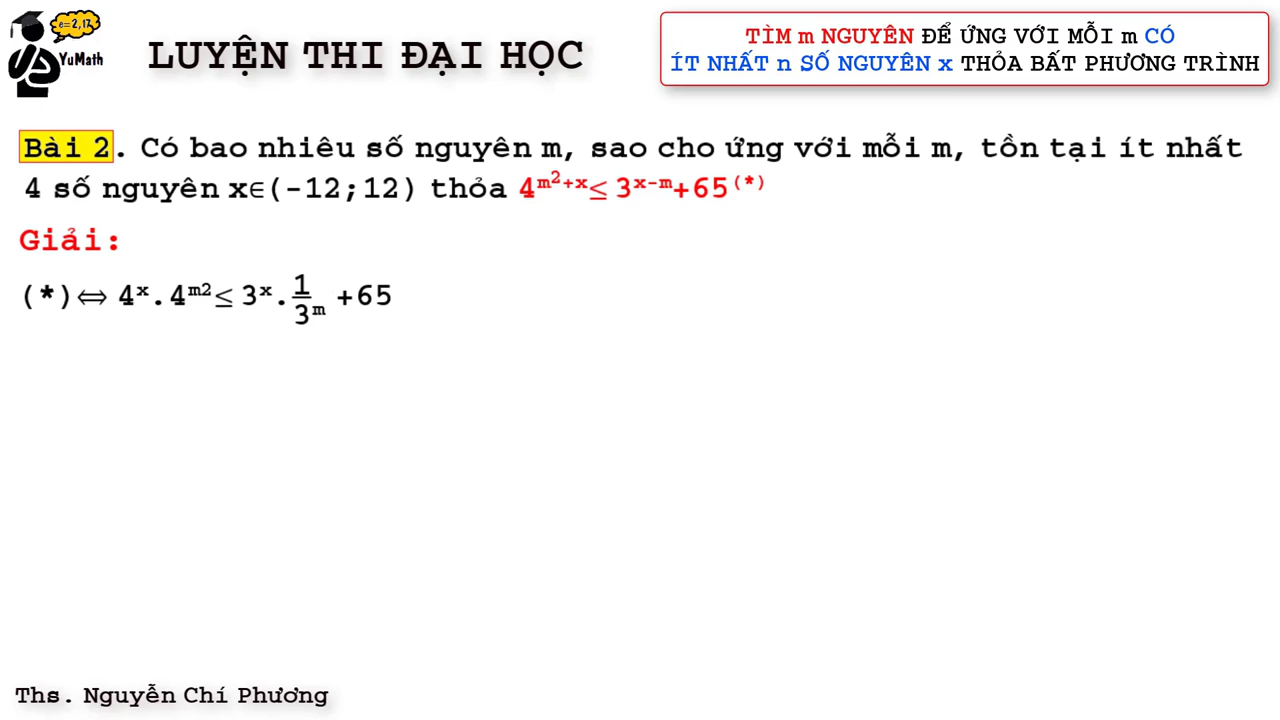 e=2,17
YuMath
LUYỆN THI ĐẠI HỌC
TÌM m NGUYÊN ĐỂ ỨNG VỚI MỖI m CÓ
ÍT NHẤT n SỐ NGUYÊN x THỎA BẤT PHƯƠNG TRÌNH
Bài 2. Có bao nhiêu số nguyên m, sao cho ứng với mỗi m, tồn tại ít nhất
4 số nguyên x∈(-12;12) thỏa 4^{m²+x} ≤ 3^{x-m}+65^{(*)}
Giải:
(*)⇔ 4ˣ.4^{m2} ≤ 3ˣ.\frac{1}{3^m} +65
Ths. Nguyễn Chí Phương